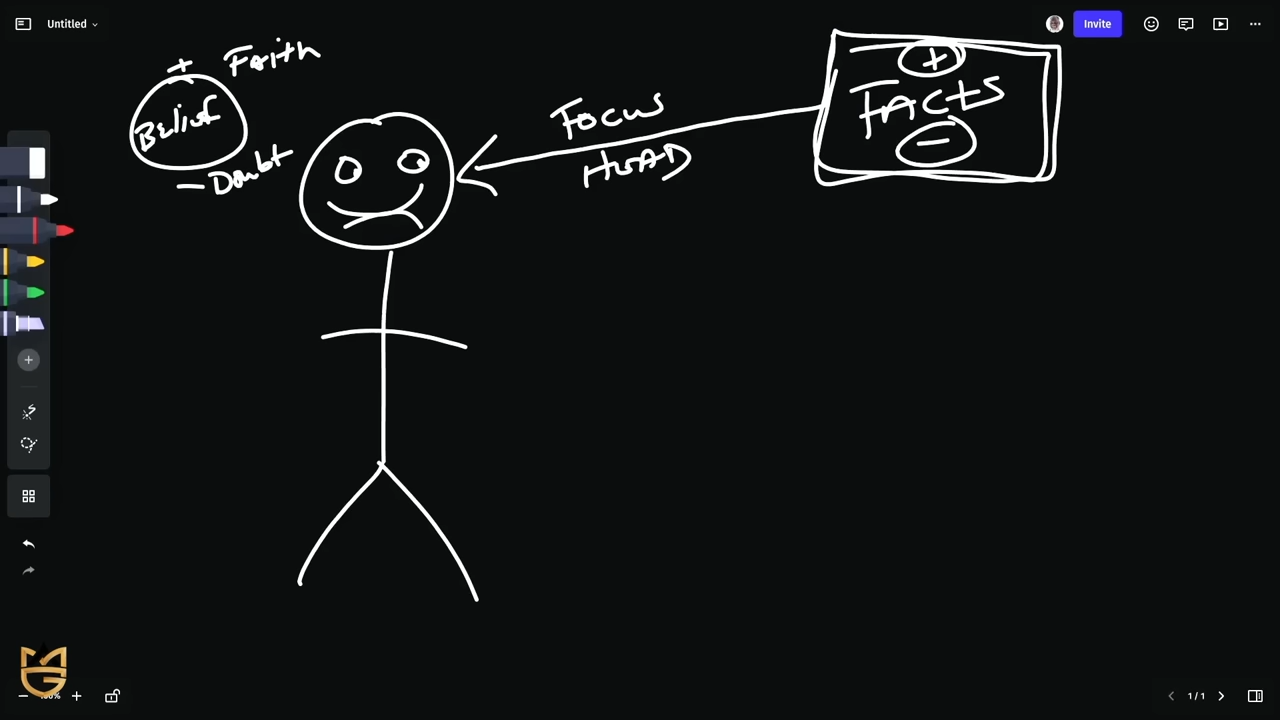 Untitled
Invite
+ Faith
Belief
- Doubt
Focus
HEAD
+
FACTS
-
1/1